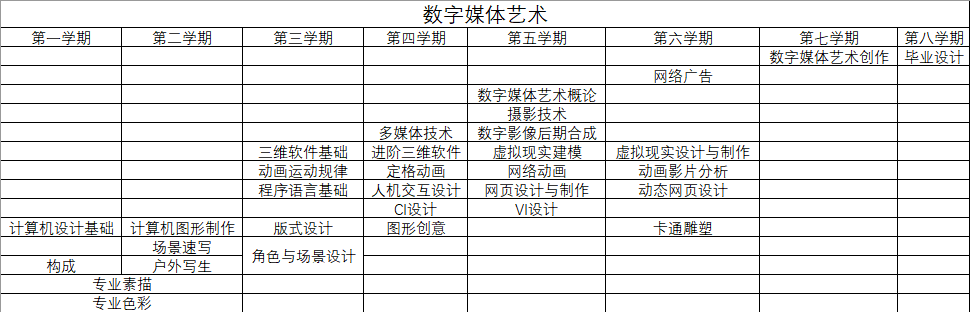 数字媒体艺术
第一学期 第二学期 第三学期 第四学期 第五学期 第六学期 第七学期 第八学期
数字媒体艺术创作 毕业设计
网络广告
数字媒体艺术概论
摄影技术
多媒体技术 数字影像后期合成
三维软件基础 进阶三维软件 虚拟现实建模 虚拟现实设计与制作
动画运动规律 定格动画 网络动画 动画影片分析
程序语言基础 人机交互设计 网页设计与制作 动态网页设计
CI设计 VI设计
计算机设计基础 计算机图形制作 版式设计 图形创意 卡通雕塑
场景速写 角色与场景设计
构成 户外写生
专业素描
专业色彩